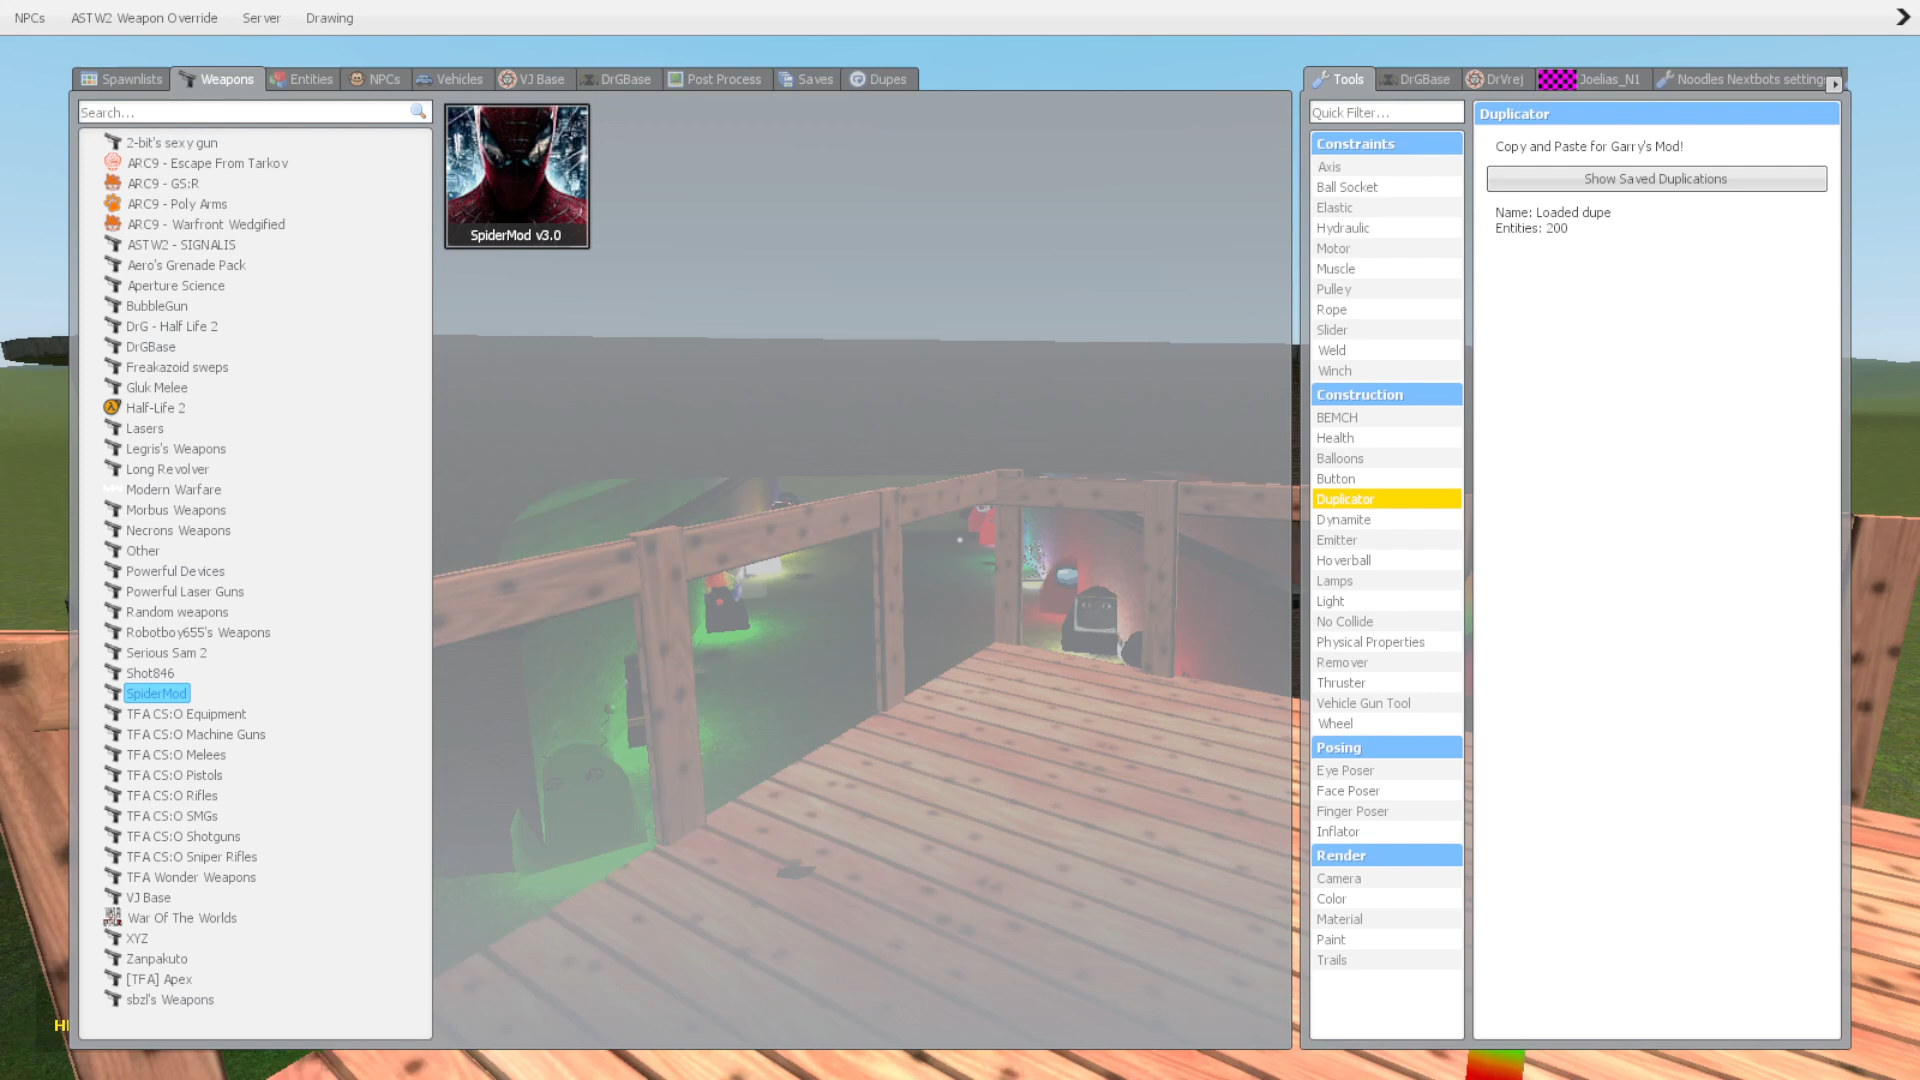 NPCs ASTW2 Weapon Override Server Drawing
Spawnlists Weapons Entities NPCs Vehicles VJ Base DrGBase Post Process Saves Dupes
Search...
2-bit's sexy gun
ARC9 - Escape From Tarkov
ARC9 - GS:R
ARC9 - Poly Arms
ARC9 - Warfront Wedgified
ASTW2 - SIGNALIS
Aero's Grenade Pack
Aperture Science
BubbleGun
DrG - Half Life 2
DrGBase
Freakazoid sweps
Gluk Melee
Half-Life 2
Lasers
Legris's Weapons
Long Revolver
Modern Warfare
Morbus Weapons
Necrons Weapons
Other
Powerful Devices
Powerful Laser Guns
Random weapons
Robotboy655's Weapons
Serious Sam 2
Shot846
SpiderMod
TFA CS:O Equipment
TFA CS:O Machine Guns
TFA CS:O Melees
TFA CS:O Pistols
TFA CS:O Rifles
TFA CS:O SMGs
TFA CS:O Shotguns
TFA CS:O Sniper Rifles
TFA Wonder Weapons
VJ Base
War Of The Worlds
XYZ
Zanpakuto
[TFA] Apex
sbzl's Weapons
SpiderMod v3.0
Tools DrGBase DrVrej Joelias_N1 Noodles Nextbots setting
Quick Filter...
Constraints
Axis
Ball Socket
Elastic
Hydraulic
Motor
Muscle
Pulley
Rope
Slider
Weld
Winch
Construction
BEMCH
Health
Balloons
Button
Duplicator
Dynamite
Emitter
Hoverball
Lamps
Light
No Collide
Physical Properties
Remover
Thruster
Vehicle Gun Tool
Wheel
Posing
Eye Poser
Face Poser
Finger Poser
Inflator
Render
Camera
Color
Material
Paint
Trails
Duplicator
Copy and Paste for Garry's Mod!
Show Saved Duplications
Name: Loaded dupe
Entities: 200